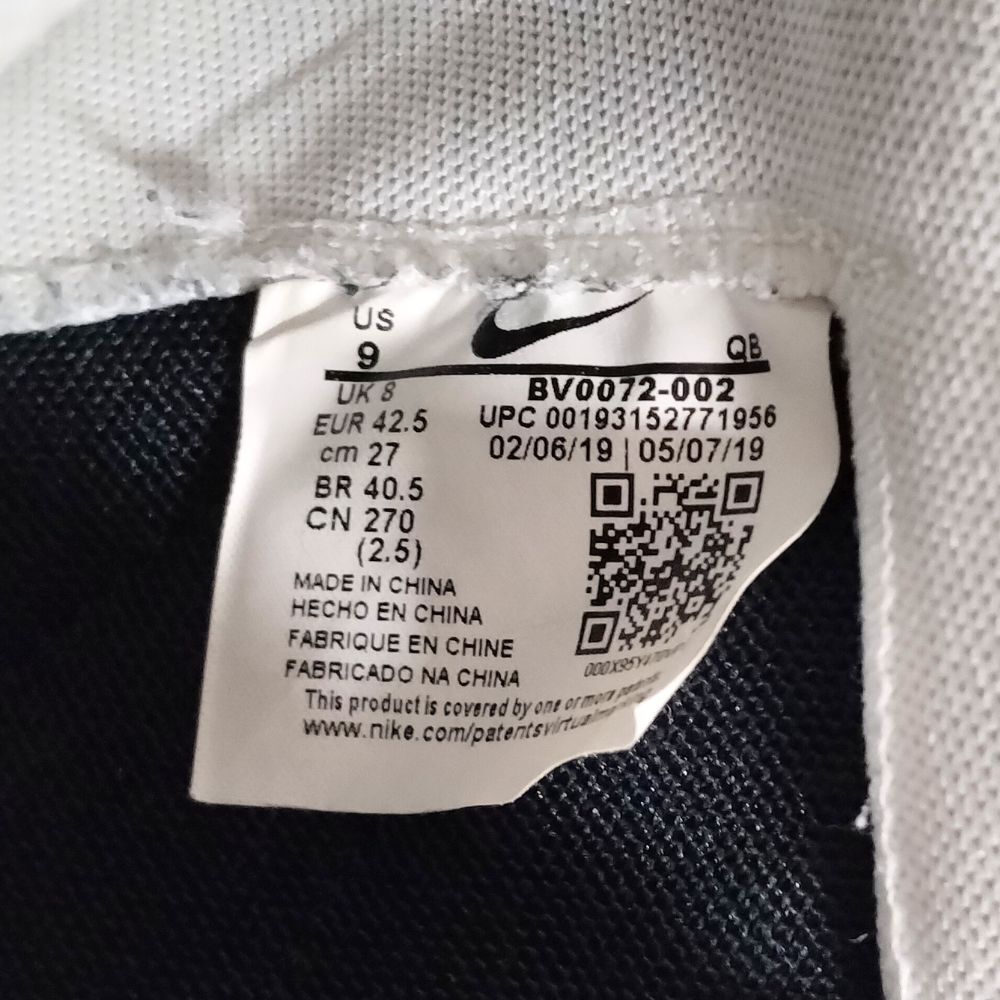 US
9
QB
UK 8
EUR 42.5
cm 27
BR 40.5
CN 270
(2.5)
BV0072-002
UPC 00193152771956
02/06/19 | 05/07/19
MADE IN CHINA
HECHO EN CHINA
FABRIQUE EN CHINE
FABRICADO NA CHINA
This product is covered by one or more
www.nike.com/patentsvirtual